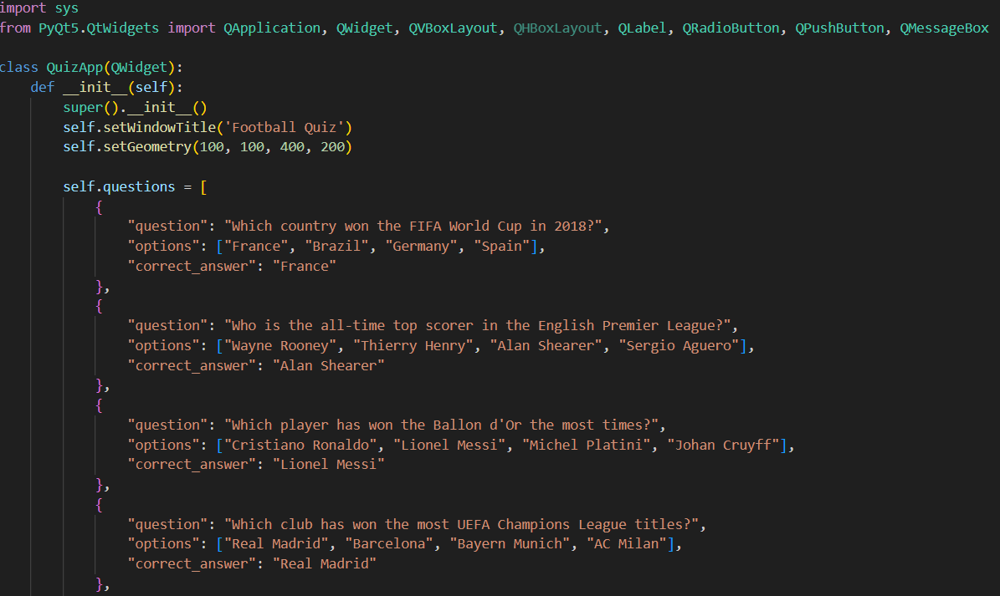 import sys
from PyQt5.QtWidgets import QApplication, QWidget, QVBoxLayout, QHBoxLayout, QLabel, QRadioButton, QPushButton, QMessageBox

class QuizApp(QWidget):
    def __init__(self):
        super().__init__()
        self.setWindowTitle('Football Quiz')
        self.setGeometry(100, 100, 400, 200)

        self.questions = [
            {
                "question": "Which country won the FIFA World Cup in 2018?",
                "options": ["France", "Brazil", "Germany", "Spain"],
                "correct_answer": "France"
            },
            {
                "question": "Who is the all-time top scorer in the English Premier League?",
                "options": ["Wayne Rooney", "Thierry Henry", "Alan Shearer", "Sergio Aguero"],
                "correct_answer": "Alan Shearer"
            },
            {
                "question": "Which player has won the Ballon d'Or the most times?",
                "options": ["Cristiano Ronaldo", "Lionel Messi", "Michel Platini", "Johan Cruyff"],
                "correct_answer": "Lionel Messi"
            },
            {
                "question": "Which club has won the most UEFA Champions League titles?",
                "options": ["Real Madrid", "Barcelona", "Bayern Munich", "AC Milan"],
                "correct_answer": "Real Madrid"
            },